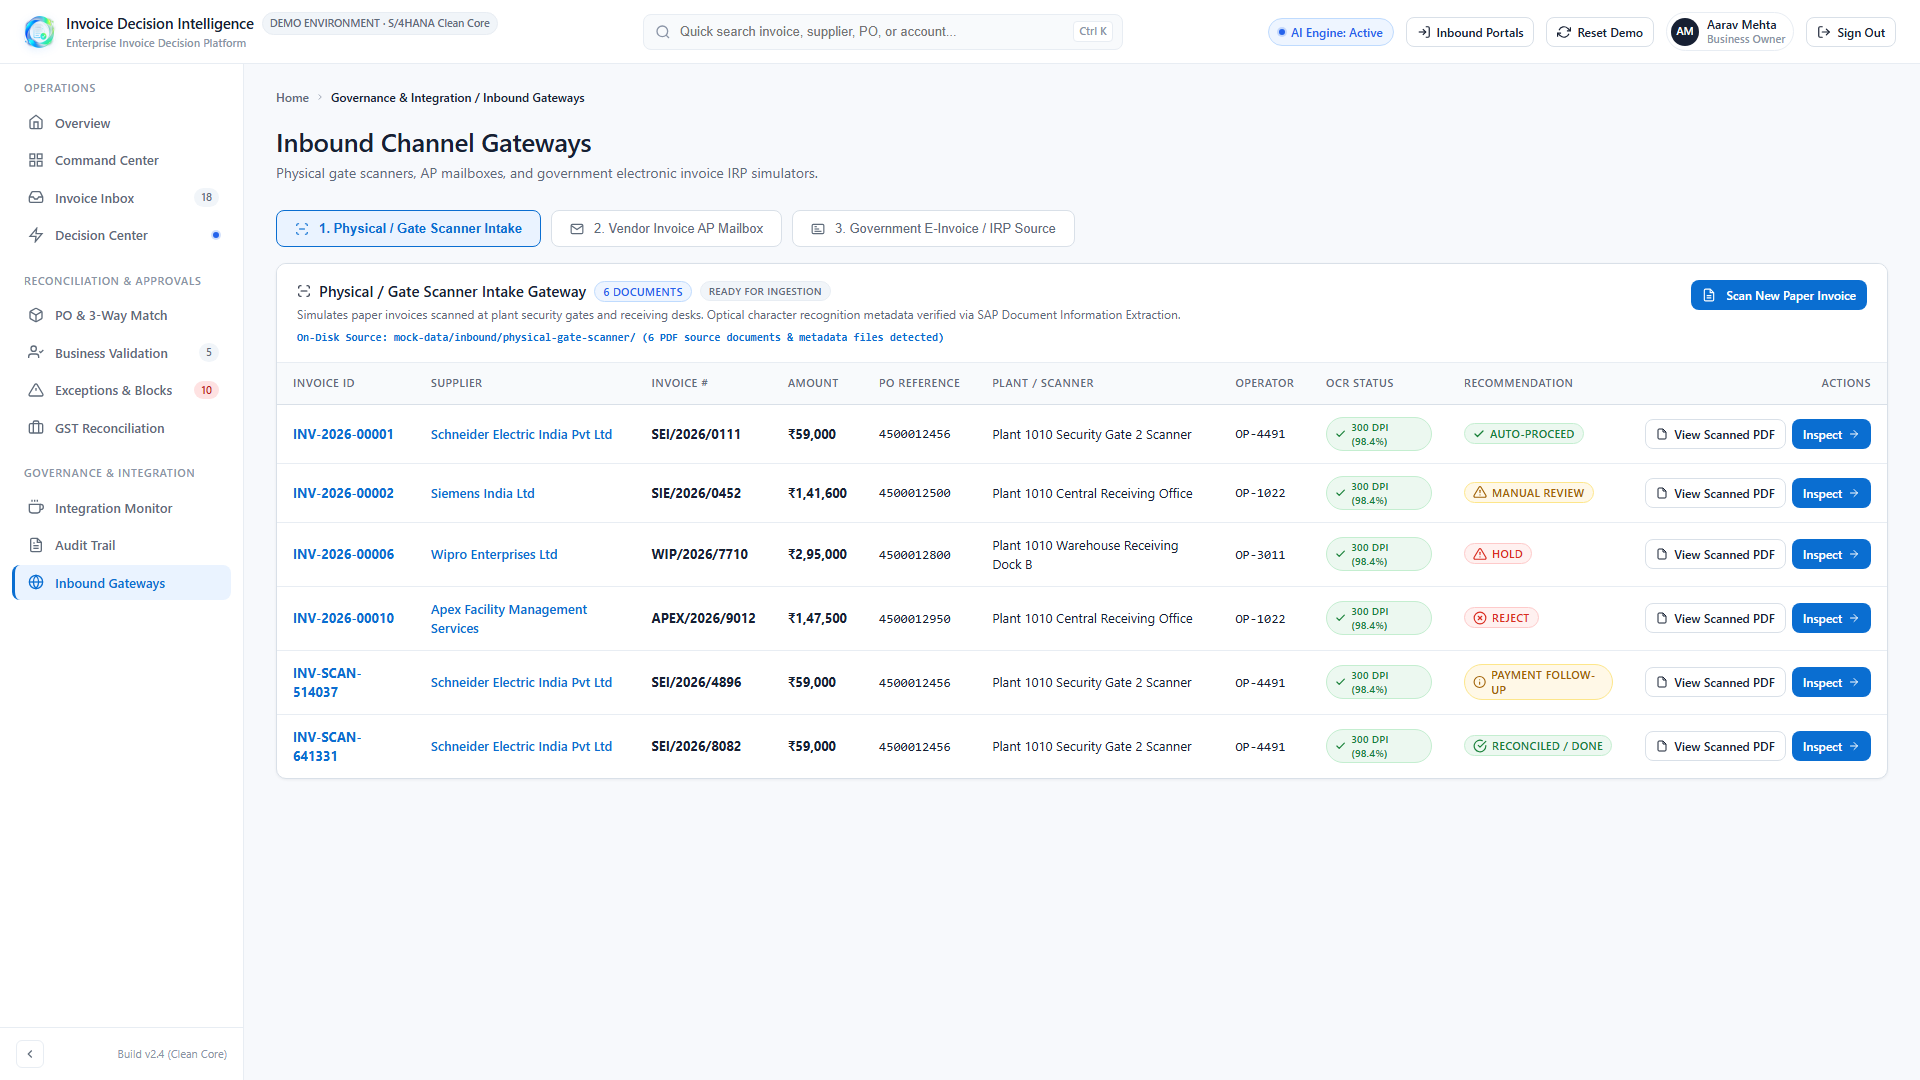 Invoice Decision Intelligence
Enterprise Invoice Decision Platform
DEMO ENVIRONMENT · S/4HANA Clean Core
Quick search invoice, supplier, PO, or account...
Ctrl K
AI Engine: Active
Inbound Portals
Reset Demo
AM
Aarav Mehta
Business Owner
Sign Out
OPERATIONS
Overview
Command Center
Invoice Inbox 18
Decision Center
RECONCILIATION & APPROVALS
PO & 3-Way Match
Business Validation 5
Exceptions & Blocks 10
GST Reconciliation
GOVERNANCE & INTEGRATION
Integration Monitor
Audit Trail
Inbound Gateways
Build v2.4 (Clean Core)
Home > Governance & Integration / Inbound Gateways
Inbound Channel Gateways
Physical gate scanners, AP mailboxes, and government electronic invoice IRP simulators.
1. Physical / Gate Scanner Intake
2. Vendor Invoice AP Mailbox
3. Government E-Invoice / IRP Source
Physical / Gate Scanner Intake Gateway 6 DOCUMENTS READY FOR INGESTION
Scan New Paper Invoice
Simulates paper invoices scanned at plant security gates and receiving desks. Optical character recognition metadata verified via SAP Document Information Extraction.
On-Disk Source: mock-data/inbound/physical-gate-scanner/ (6 PDF source documents & metadata files detected)
INVOICE ID SUPPLIER INVOICE # AMOUNT PO REFERENCE PLANT / SCANNER OPERATOR OCR STATUS RECOMMENDATION ACTIONS
INV-2026-00001 Schneider Electric India Pvt Ltd SEI/2026/0111 ₹59,000 4500012456 Plant 1010 Security Gate 2 Scanner OP-4491 300 DPI (98.4%) AUTO-PROCEED View Scanned PDF Inspect
INV-2026-00002 Siemens India Ltd SIE/2026/0452 ₹1,41,600 4500012500 Plant 1010 Central Receiving Office OP-1022 300 DPI (98.4%) MANUAL REVIEW View Scanned PDF Inspect
INV-2026-00006 Wipro Enterprises Ltd WIP/2026/7710 ₹2,95,000 4500012800 Plant 1010 Warehouse Receiving Dock B OP-3011 300 DPI (98.4%) HOLD View Scanned PDF Inspect
INV-2026-00010 Apex Facility Management Services APEX/2026/9012 ₹1,47,500 4500012950 Plant 1010 Central Receiving Office OP-1022 300 DPI (98.4%) REJECT View Scanned PDF Inspect
INV-SCAN-514037 Schneider Electric India Pvt Ltd SEI/2026/4896 ₹59,000 4500012456 Plant 1010 Security Gate 2 Scanner OP-4491 300 DPI (98.4%) PAYMENT FOLLOW-UP View Scanned PDF Inspect
INV-SCAN-641331 Schneider Electric India Pvt Ltd SEI/2026/8082 ₹59,000 4500012456 Plant 1010 Security Gate 2 Scanner OP-4491 300 DPI (98.4%) RECONCILED / DONE View Scanned PDF Inspect